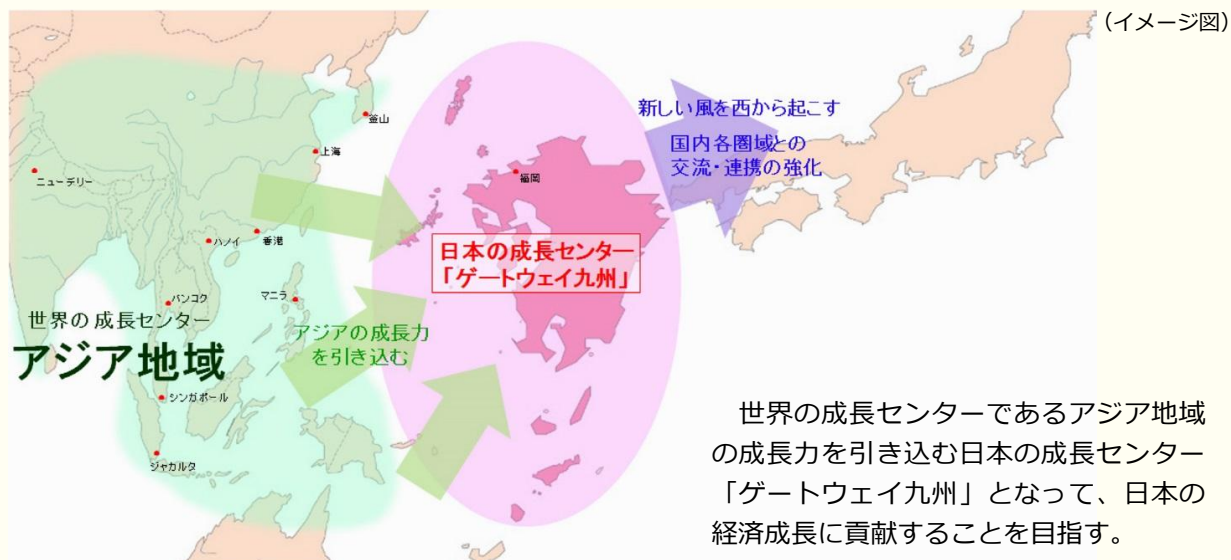 (イメージ図)
新しい風を西から起こす
国内各圏域との
交流・連携の強化
釜山
上海
ニューデリー
福岡
ハノイ
香港
日本の成長センター
「ゲートウェイ九州」
バンコク
マニラ
世界の成長センター
アジア地域
アジアの成長力
を引き込む
シンガポール
ジャカルタ
世界の成長センターであるアジア地域
の成長力を引き込む日本の成長センター
「ゲートウェイ九州」となって、日本の
経済成長に貢献することを目指す。